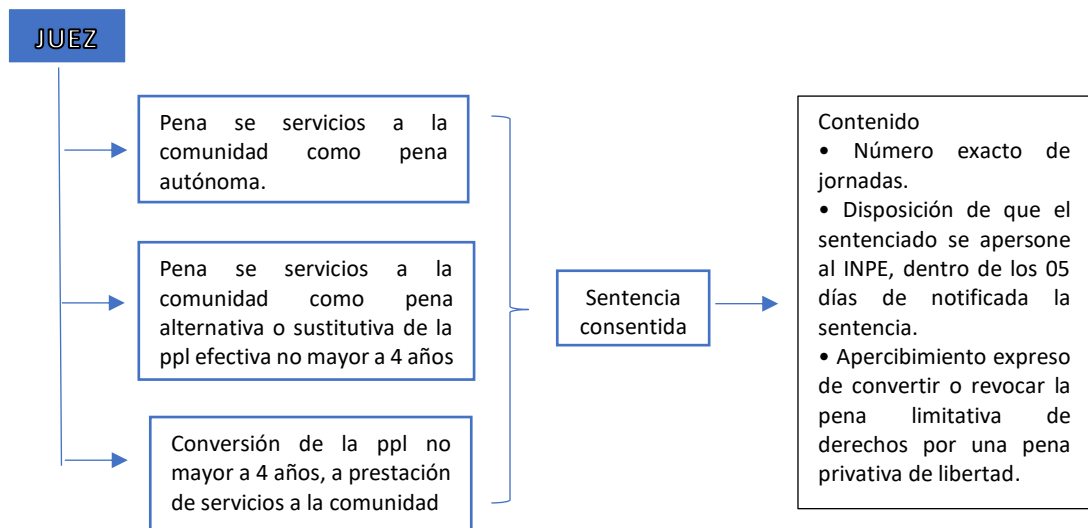 JUEZ
Pena se servicios a la
comunidad como pena
autónoma.
Pena se servicios a la
comunidad como pena
alternativa o sustitutiva de la
ppl efectiva no mayor a 4 años
Conversión de la ppl no
mayor a 4 años, a prestación
de servicios a la comunidad
Sentencia
consentida
Contenido
• Número exacto de
jornadas.
• Disposición de que el
sentenciado se apersone
al INPE, dentro de los 05
días de notificada la
sentencia.
• Apercibimiento expreso
de convertir o revocar la
pena limitativa de
derechos por una pena
privativa de libertad.